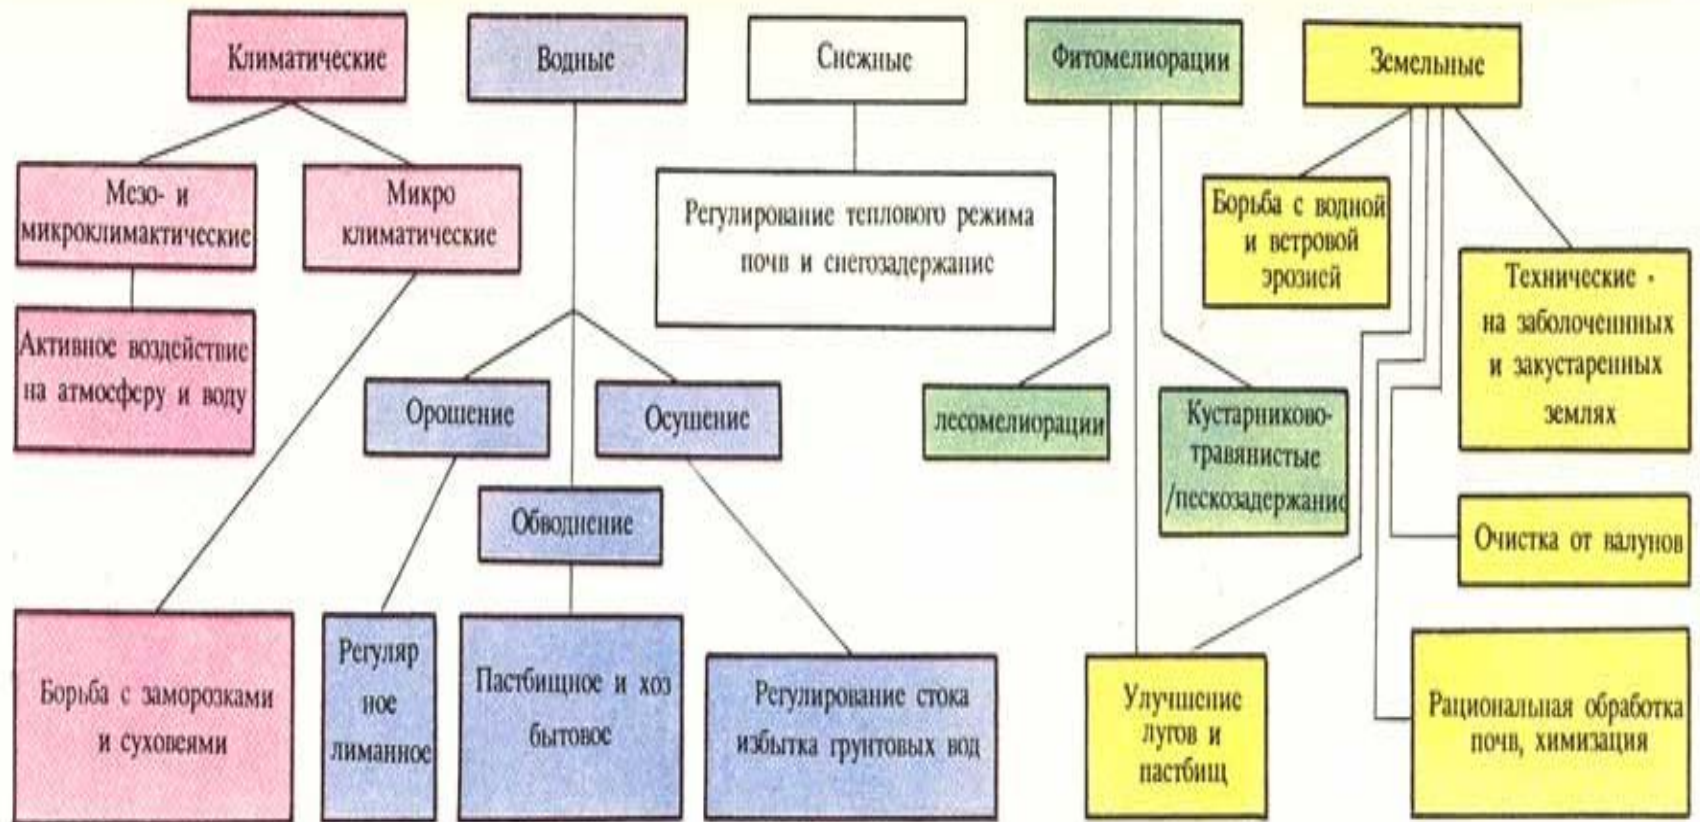 Климатические
Водные
Снежные
Фитомелиорации
Земельные
Мезо- и
микроклимактические
Микро
климатические
Регулирование теплового режима
почв и снегозадержание
Борьба с водной
и ветровой
эрозией
Технические -
на заболоченнных
и закустаренных
землях
Активное воздействие
на атмосферу и воду
Орошение
Осушение
лесомелиорации
Кустарниково-
травянистые
/пескозадержание
Обводнение
Очистка от валунов
Борьба с заморозками
и суховеями
Регуляр
ное
лиманное
Пастбищное и хоз
бытовое
Регулирование стока
избытка грунтовых вод
Улучшение
лугов и
пастбищ
Рациональная обработка
почв, химизация